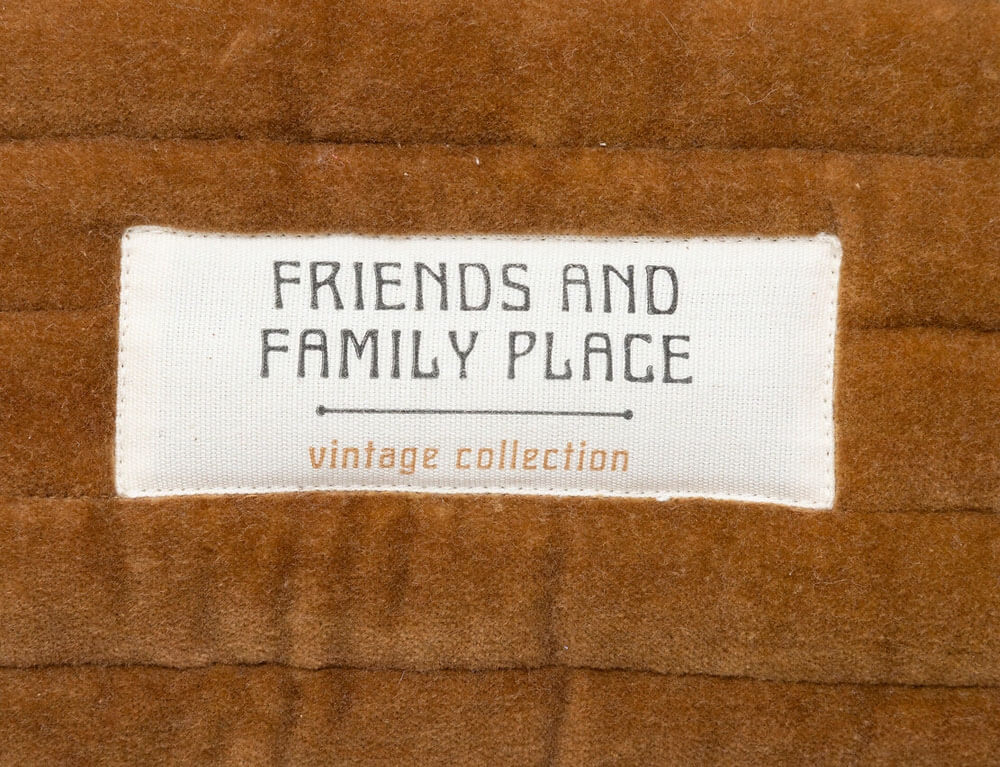 FRIENDS AND
FAMILY PLACE
vintage collection